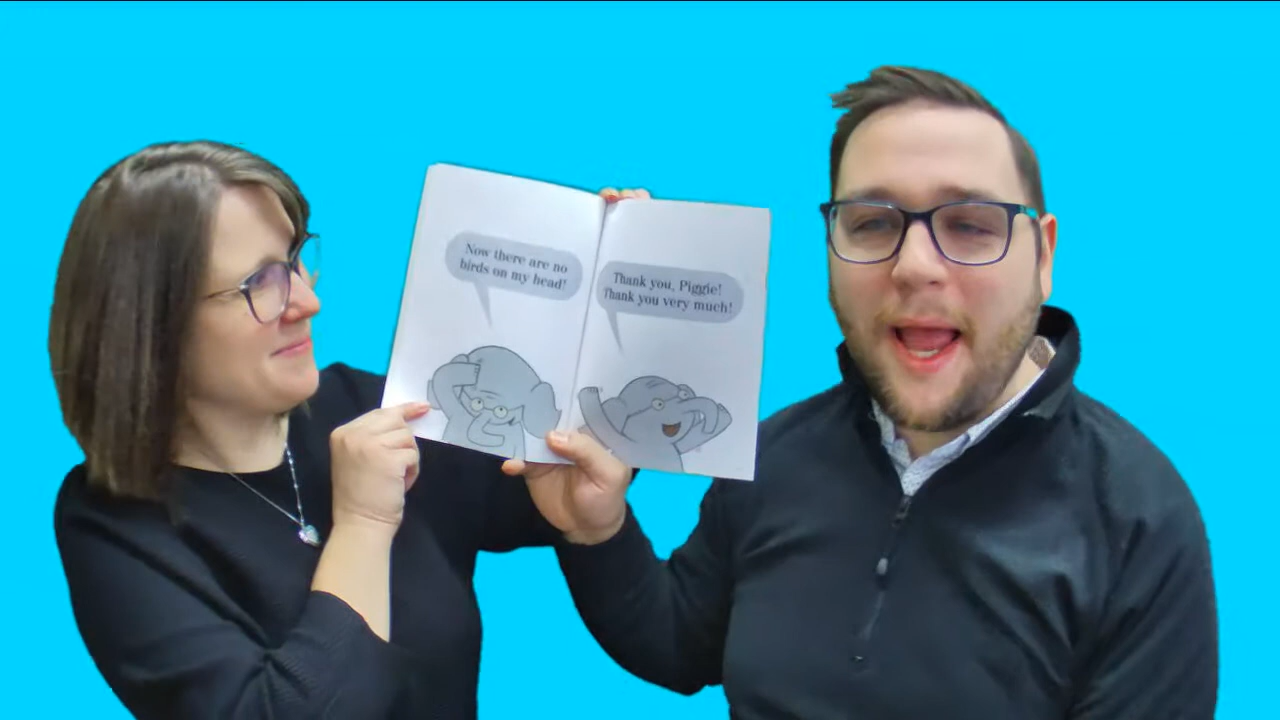 Now there are no
birds on my head!
Thank you, Piggie!
Thank you very much!